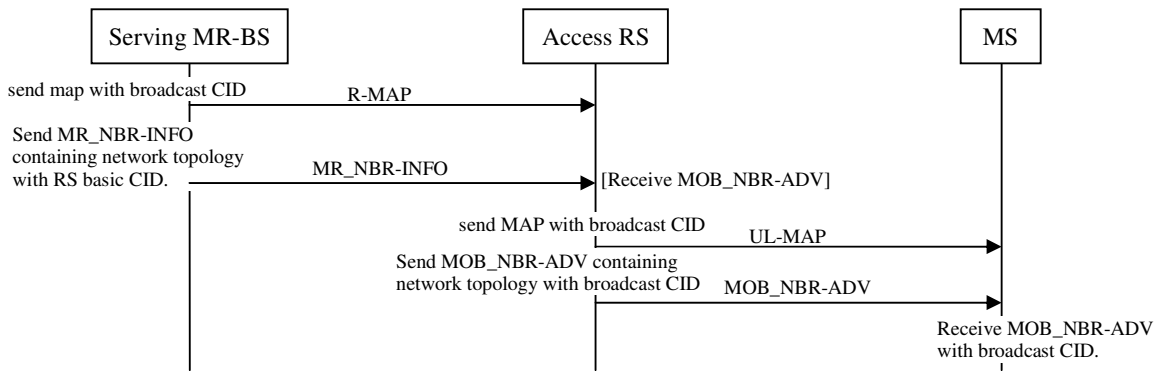 Serving MR-BS
Access RS
MS
send map with broadcast CID
R-MAP
Send MR_NBR-INFO
containing network topology
with RS basic CID.
MR_NBR-INFO
[Receive MOB_NBR-ADV]
send MAP with broadcast CID
UL-MAP
Send MOB_NBR-ADV containing
network topology with broadcast CID
MOB_NBR-ADV
Receive MOB_NBR-ADV
with broadcast CID.